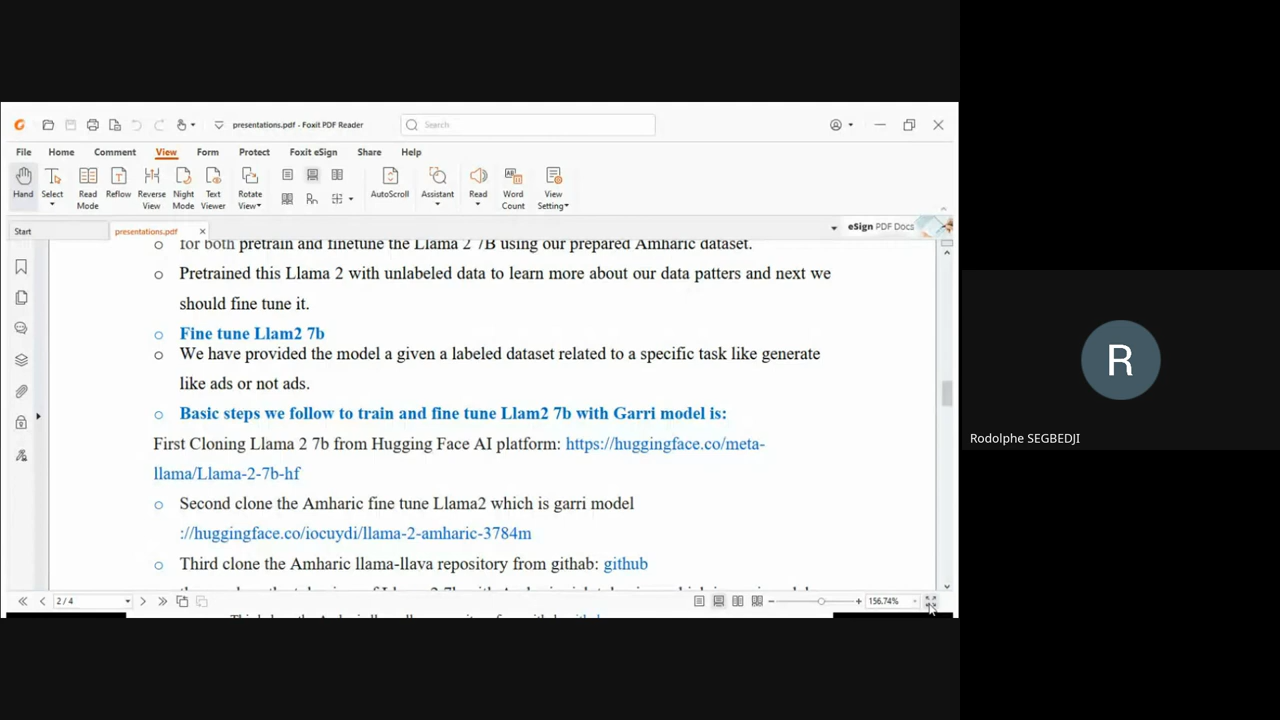 presentations.pdf - Foxit PDF Reader
Search
File Home Comment View Form Protect Foxit eSign Share Help
Hand Select Read Mode Reflow Reverse View Night Mode Text Viewer Rotate View AutoScroll Assistant Read Word Count View Setting
Start presentations.pdf eSign PDF Docs
for both pretrain and finetune the Llama 2 7B using our prepared Amharic dataset.
Pretrained this Llama 2 with unlabeled data to learn more about our data patters and next we
should fine tune it.
Fine tune Llam2 7b
We have provided the model a given a labeled dataset related to a specific task like generate
like ads or not ads.
Basic steps we follow to train and fine tune Llam2 7b with Garri model is:
First Cloning Llama 2 7b from Hugging Face AI platform: https://huggingface.co/meta-
llama/Llama-2-7b-hf
Second clone the Amharic fine tune Llama2 which is garri model
://huggingface.co/iocuydi/llama-2-amharic-3784m
Third clone the Amharic llama-llava repository from githab: github
2 / 4
156.74%
R
Rodolphe SEGBEDJI